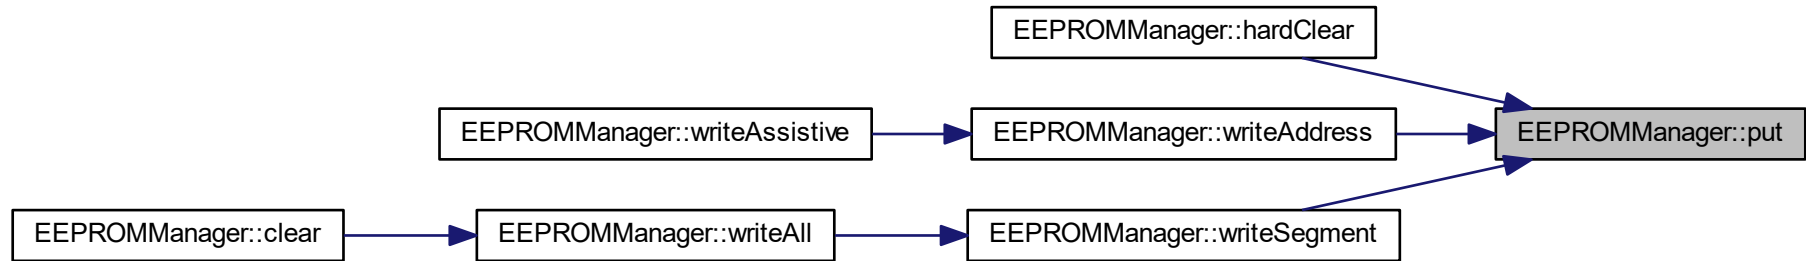 EEPROMManager::hardClear
EEPROMManager::writeAssistive
EEPROMManager::writeAddress
EEPROMManager::put
EEPROMManager::clear
EEPROMManager::writeAll
EEPROMManager::writeSegment